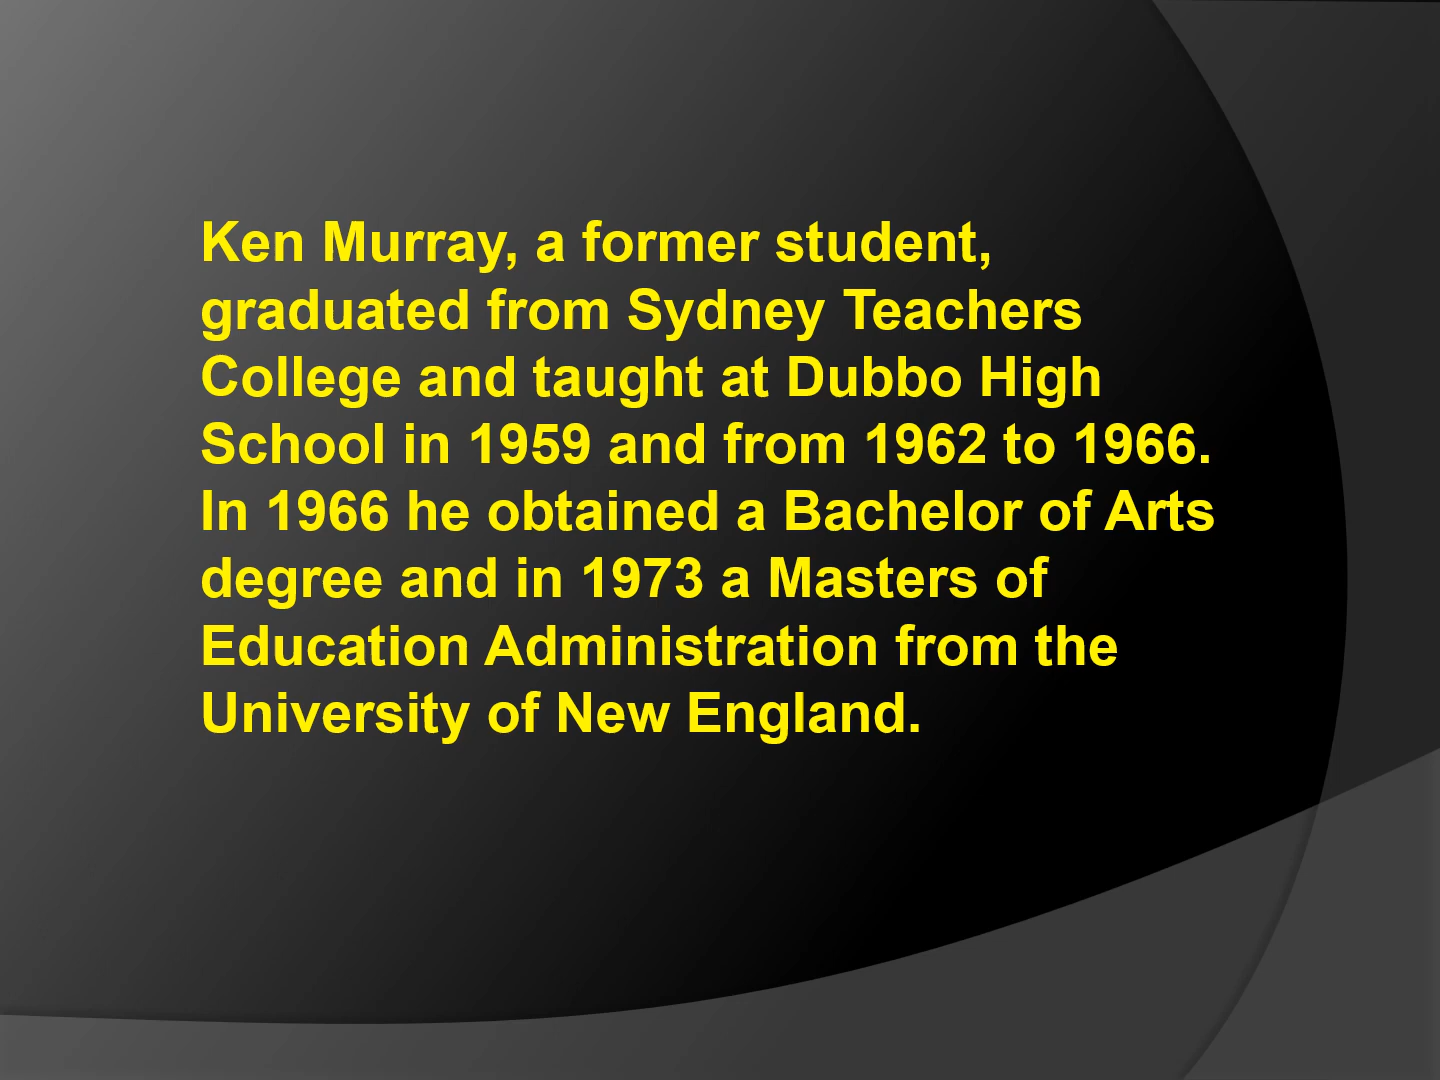 Ken Murray, a former student,
graduated from Sydney Teachers
College and taught at Dubbo High
School in 1959 and from 1962 to 1966.
In 1966 he obtained a Bachelor of Arts
degree and in 1973 a Masters of
Education Administration from the
University of New England.